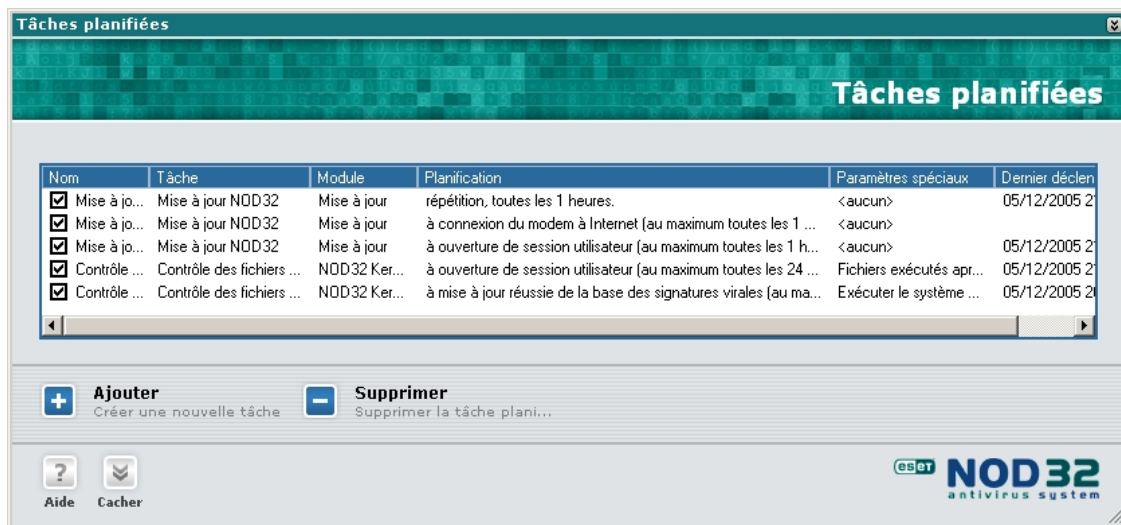 Tâches planifiées
Tâches planifiées
Nom Tâche Module Planification Paramètres spéciaux Dernier déclen
Mise à jo... Mise à jour NOD32 Mise à jour répétition, toutes les 1 heures. <aucun> 05/12/2005 2
Mise à jo... Mise à jour NOD32 Mise à jour à connexion du modem à Internet (au maximum toutes les 1 ... <aucun>
Mise à jo... Mise à jour NOD32 Mise à jour à ouverture de session utilisateur (au maximum toutes les 1 h... <aucun> 05/12/2005 2
Contrôle ... Contrôle des fichiers ... NOD32 Ker... à ouverture de session utilisateur (au maximum toutes les 24 ... Fichiers exécutés apr... 05/12/2005 2
Contrôle ... Contrôle des fichiers ... NOD32 Ker... à mise à jour réussie de la base des signatures virales (au ma... Exécuter le système ... 05/12/2005 2
Ajouter
Créer une nouvelle tâche
Supprimer
Supprimer la tâche plani...
? 
Aide Cacher
eset NOD32
antivirus system